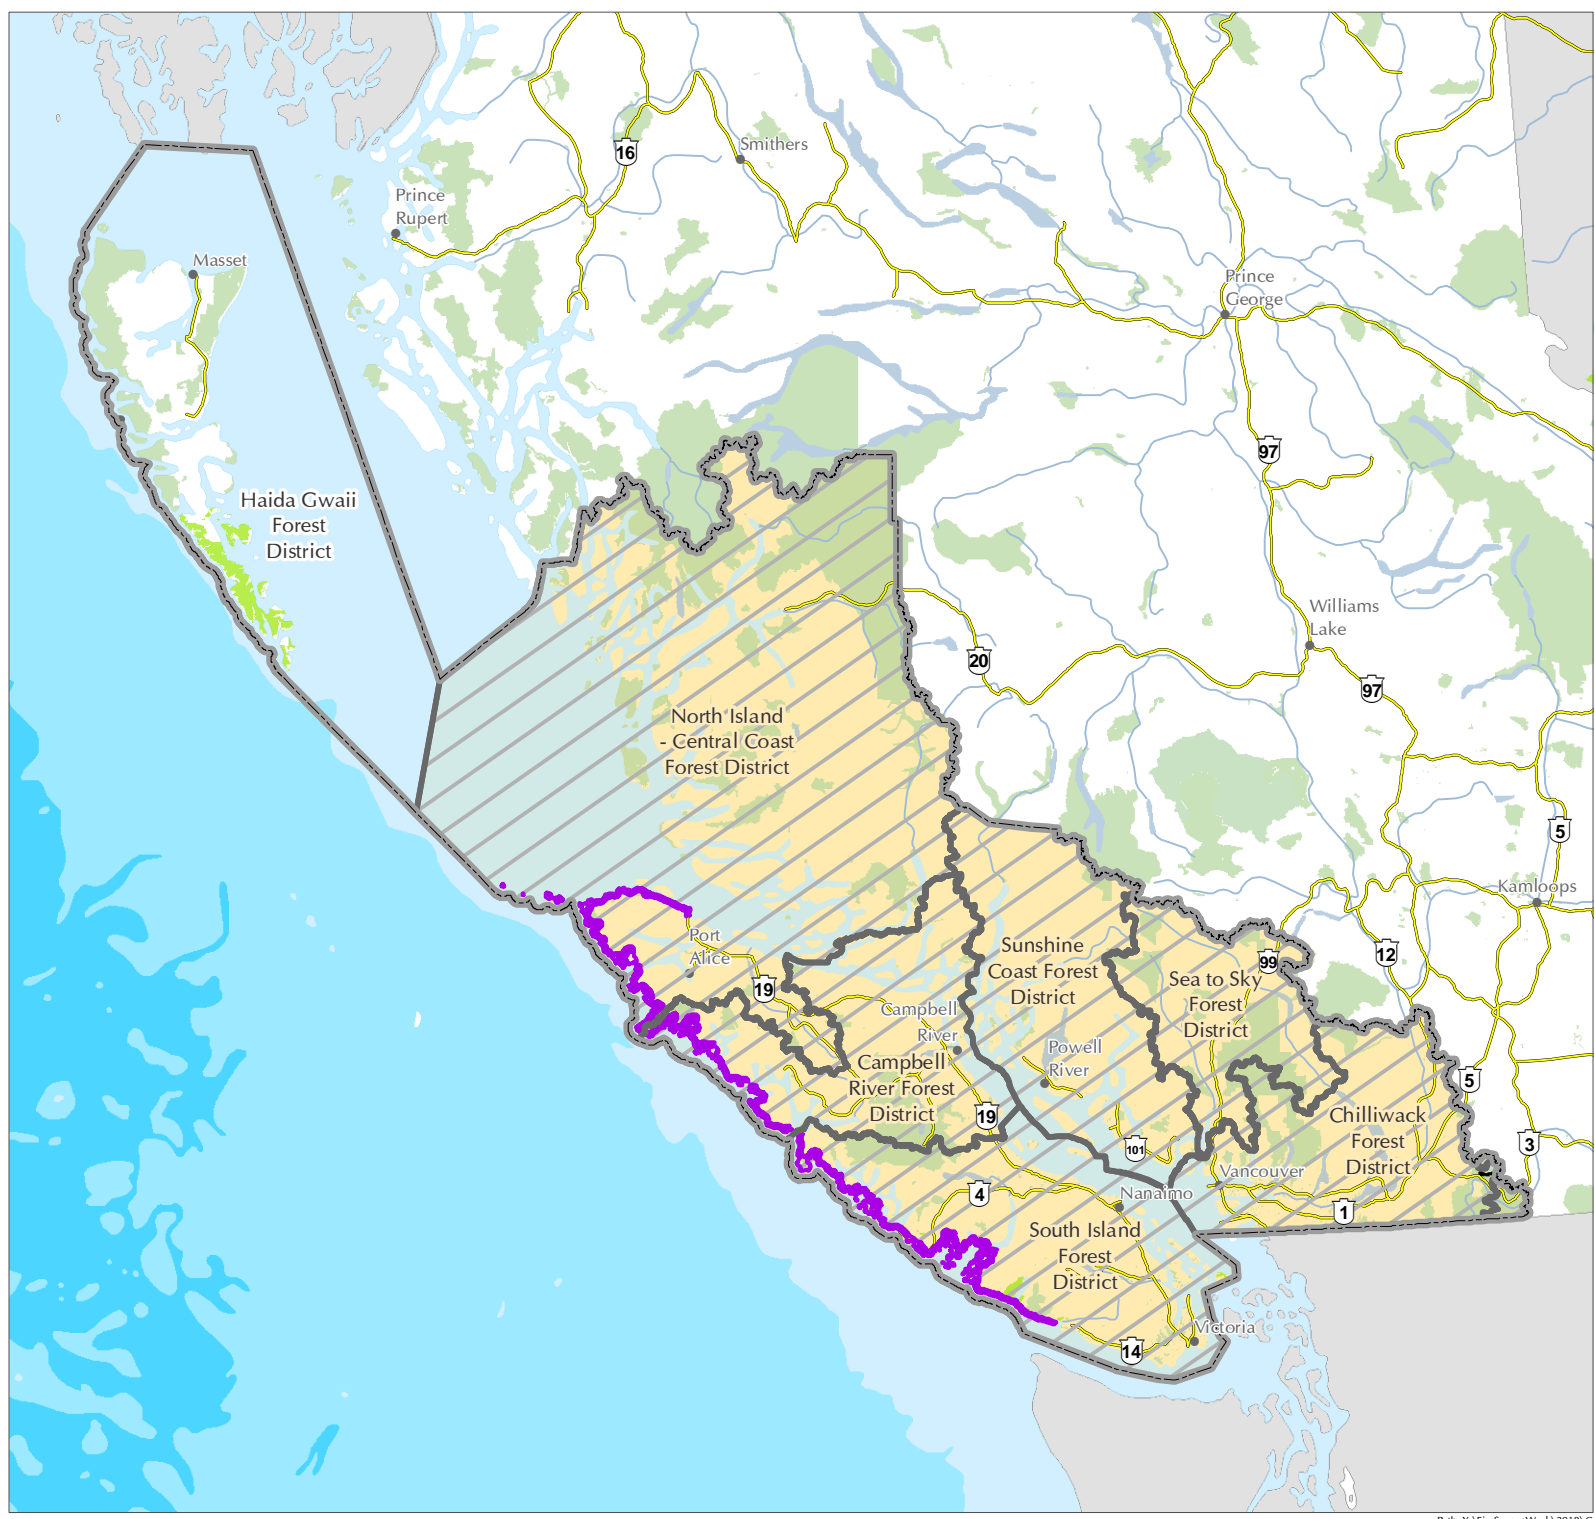 16
Smithers
Prince
Rupert
Masset
Prince
George
97
Haida Gwaii
Forest
District
Williams
Lake
20
97
North Island
- Central Coast
Forest District
5
Kamloops
Port
Alice
19
Sunshine
Coast Forest
District
99
12
Sea to Sky
Forest
District
Campbell
River
Powell
River
Campbell
River Forest
District
19
5
Chilliwack
Forest
District
3
101
Vancouver
4
Nanaimo
1
South Island
Forest
District
Victoria
14